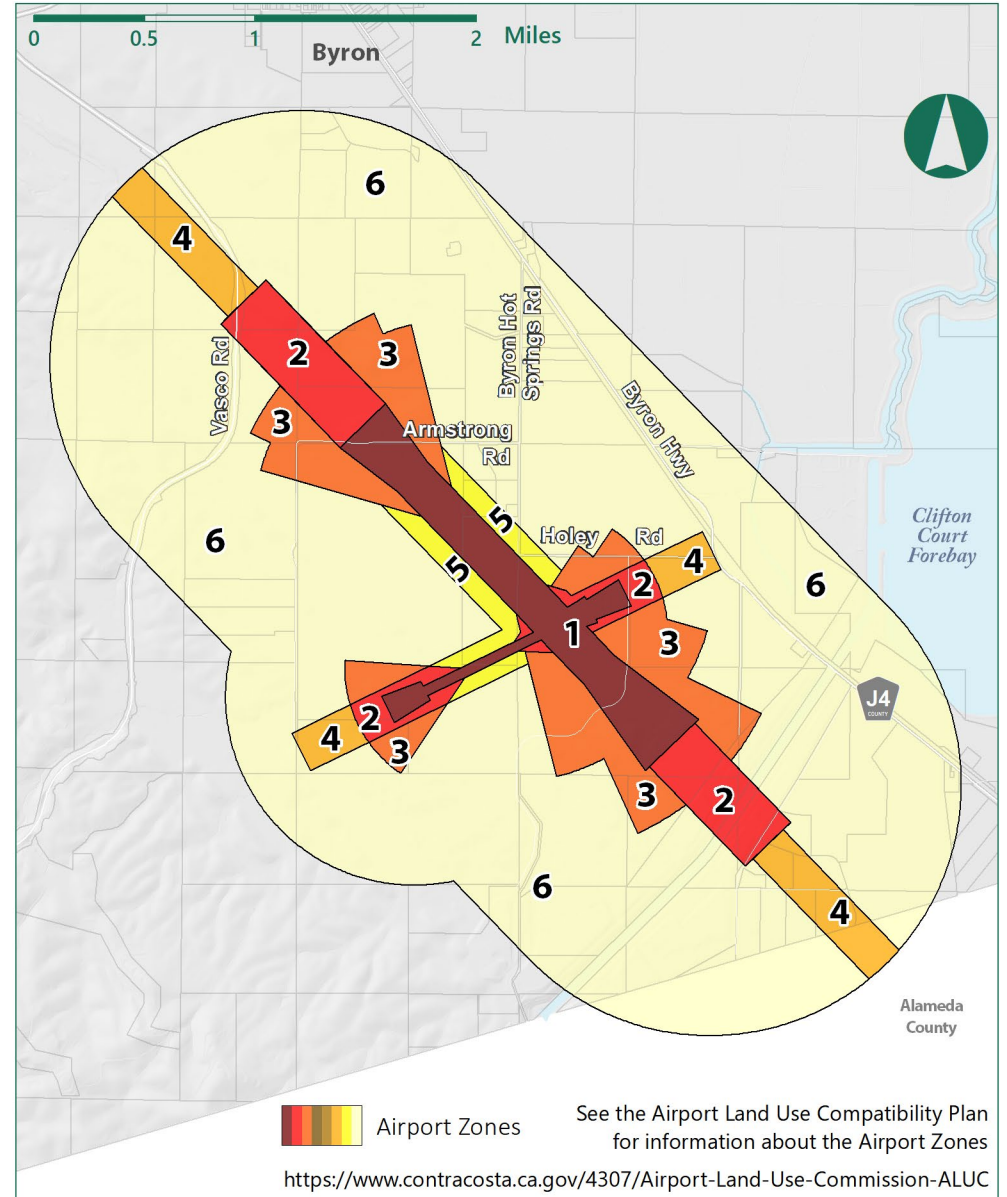 0 0.5 1 2 Miles
Byron
6
4
Byron Hot
Springs Rd
2
3
Vasco Rd
Byron Hwy
3
Armstrong
Rd
5
Clifton
Court
Forebay
Holey Rd
6
5
4
2
6
1
3
J4
COUNTY
2
4
3
3
2
6
4
Alameda
County
Airport Zones
See the Airport Land Use Compatibility Plan
for information about the Airport Zones
https://www.contracosta.ca.gov/4307/Airport-Land-Use-Commission-ALUC